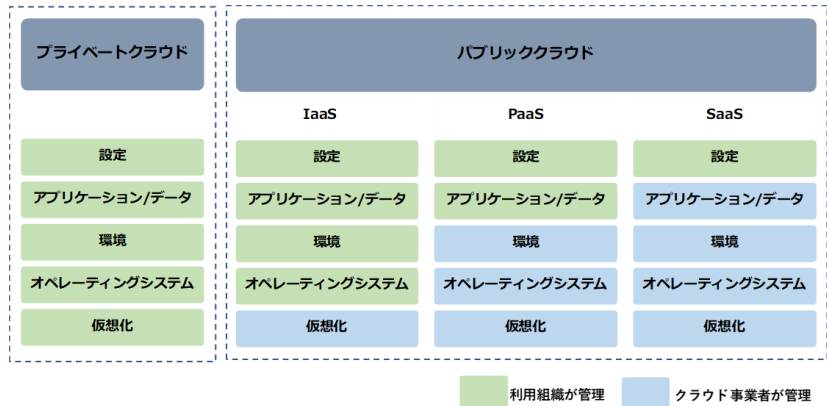 プライベートクラウド
パブリッククラウド
IaaS
PaaS
SaaS
設定
設定
設定
設定
アプリケーション/データ
アプリケーション/データ
アプリケーション/データ
アプリケーション/データ
環境
環境
環境
環境
オペレーティングシステム
オペレーティングシステム
オペレーティングシステム
オペレーティングシステム
仮想化
仮想化
仮想化
仮想化
利用組織が管理
クラウド事業者が管理